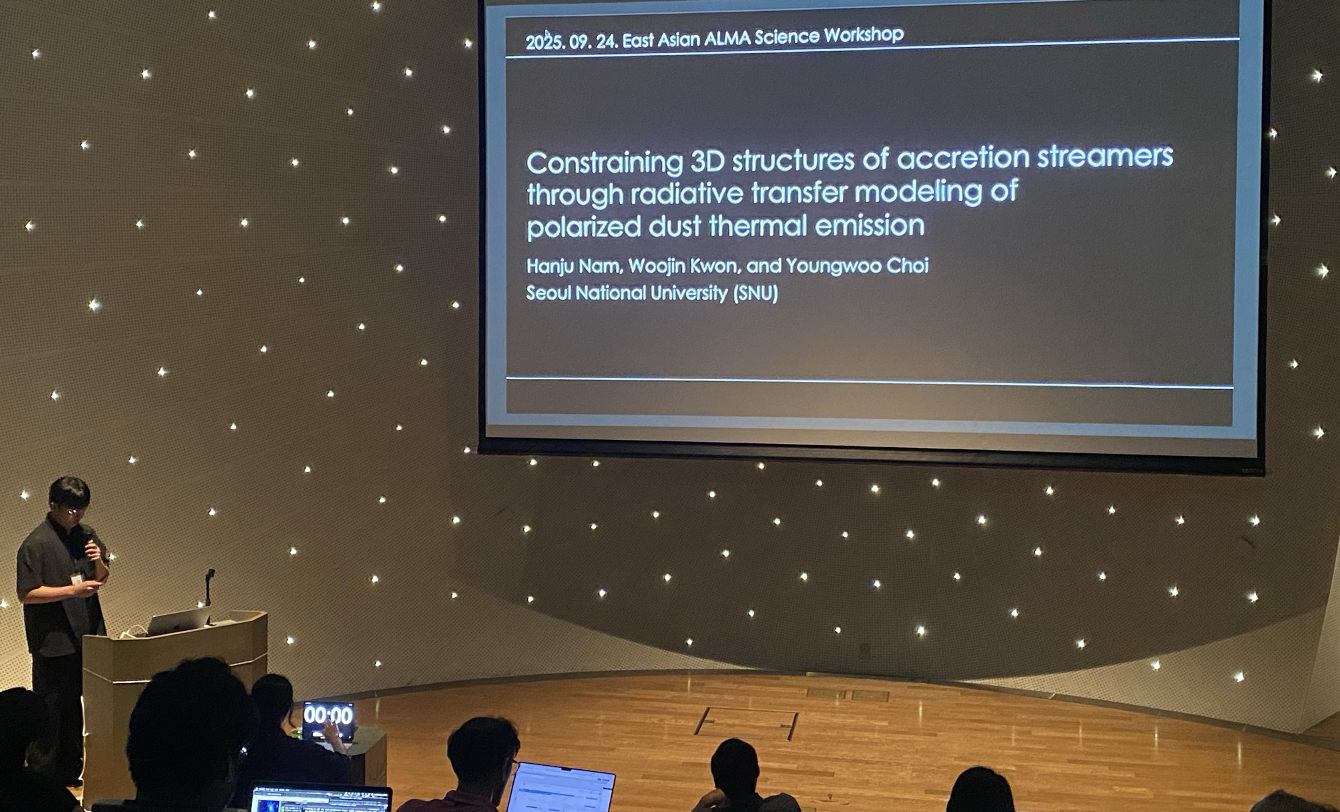 2025. 09. 24. East Asian ALMA Science Workshop
Constraining 3D structures of accretion streamers
through radiative transfer modeling of
polarized dust thermal emission
Hanju Nam, Woojin Kwon, and Youngwoo Choi
Seoul National University (SNU)
00:00